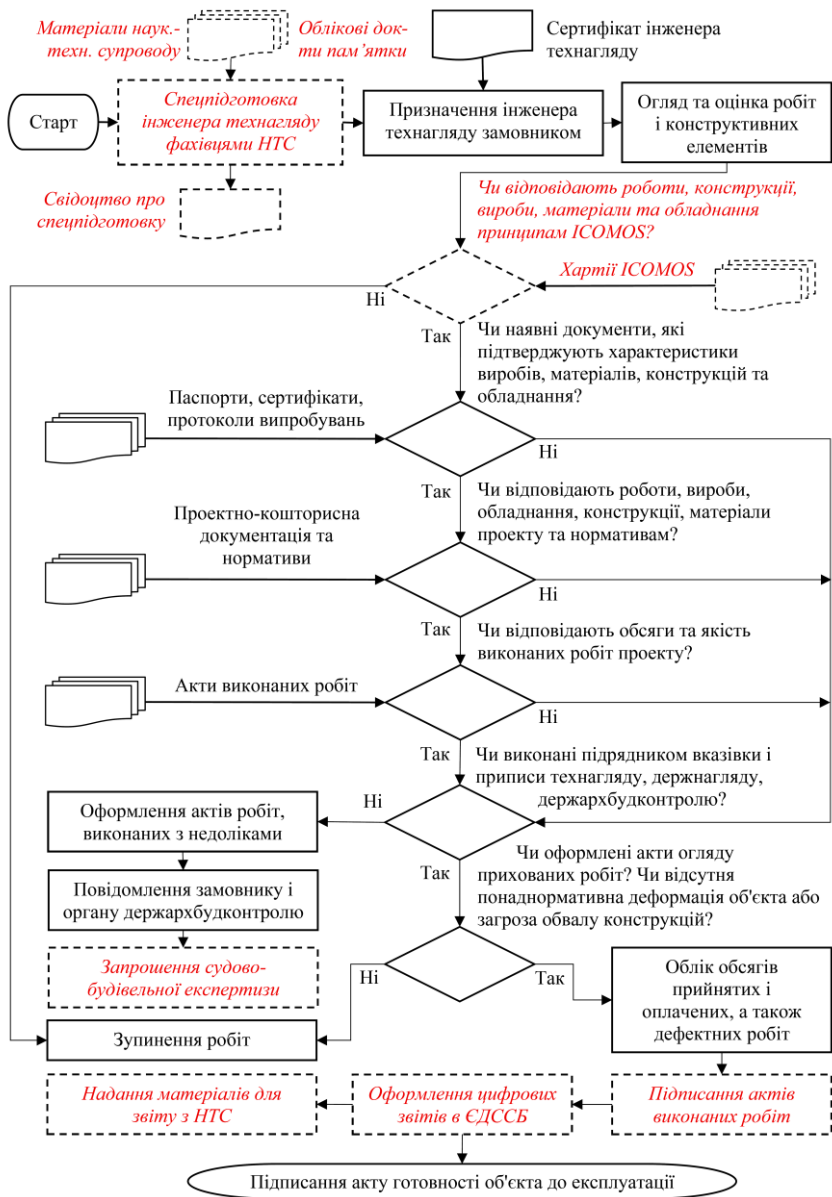 Матеріали наук.-
техн. супроводу
Облікові док-
ти пам’ятки
Сертифікат інженера
технагляду
Старт
Спецпідготовка
інженера технагляду
фахівцями НТС
Призначення інженера
технагляду замовником
Огляд та оцінка робіт
і конструктивних
елементів
Свідоцтво про
спецпідготовку
Чи відповідають роботи, конструкції,
вироби, матеріали та обладнання
принципам ICOMOS?
Хартії ICOMOS
Ні
Так
Чи наявні документи, які
підтверджують характеристики
виробів, матеріалів, конструкцій та
обладнання?
Паспорти, сертифікати,
протоколи випробувань
Ні
Так
Чи відповідають роботи, вироби,
обладнання, конструкції, матеріали
проекту та нормативам?
Проектно-кошторисна
документація та
нормативи
Ні
Так
Чи відповідають обсяги та якість
виконаних робіт проекту?
Акти виконаних робіт
Ні
Так
Чи виконані підрядником вказівки і
приписи технагляду, держнагляду,
держархбудконтролю?
Ні
Оформлення актів робіт,
виконаних з недоліками
Так
Чи оформлені акти огляду
прихованих робіт? Чи відсутня
понаднормативна деформація об'єкта або
загроза обвалу конструкцій?
Повідомлення замовнику і
органу держархбудконтролю
Запрошення судово-
будівельної експертизи
Ні
Так
Облік обсягів
прийнятих і
оплачених, а також
дефектних робіт
Зупинення робіт
Надання матеріалів для
звіту з НТС
Оформлення цифрових
звітів в ЄДССБ
Підписання актів
виконаних робіт
Підписання акту готовності об'єкта до експлуатації